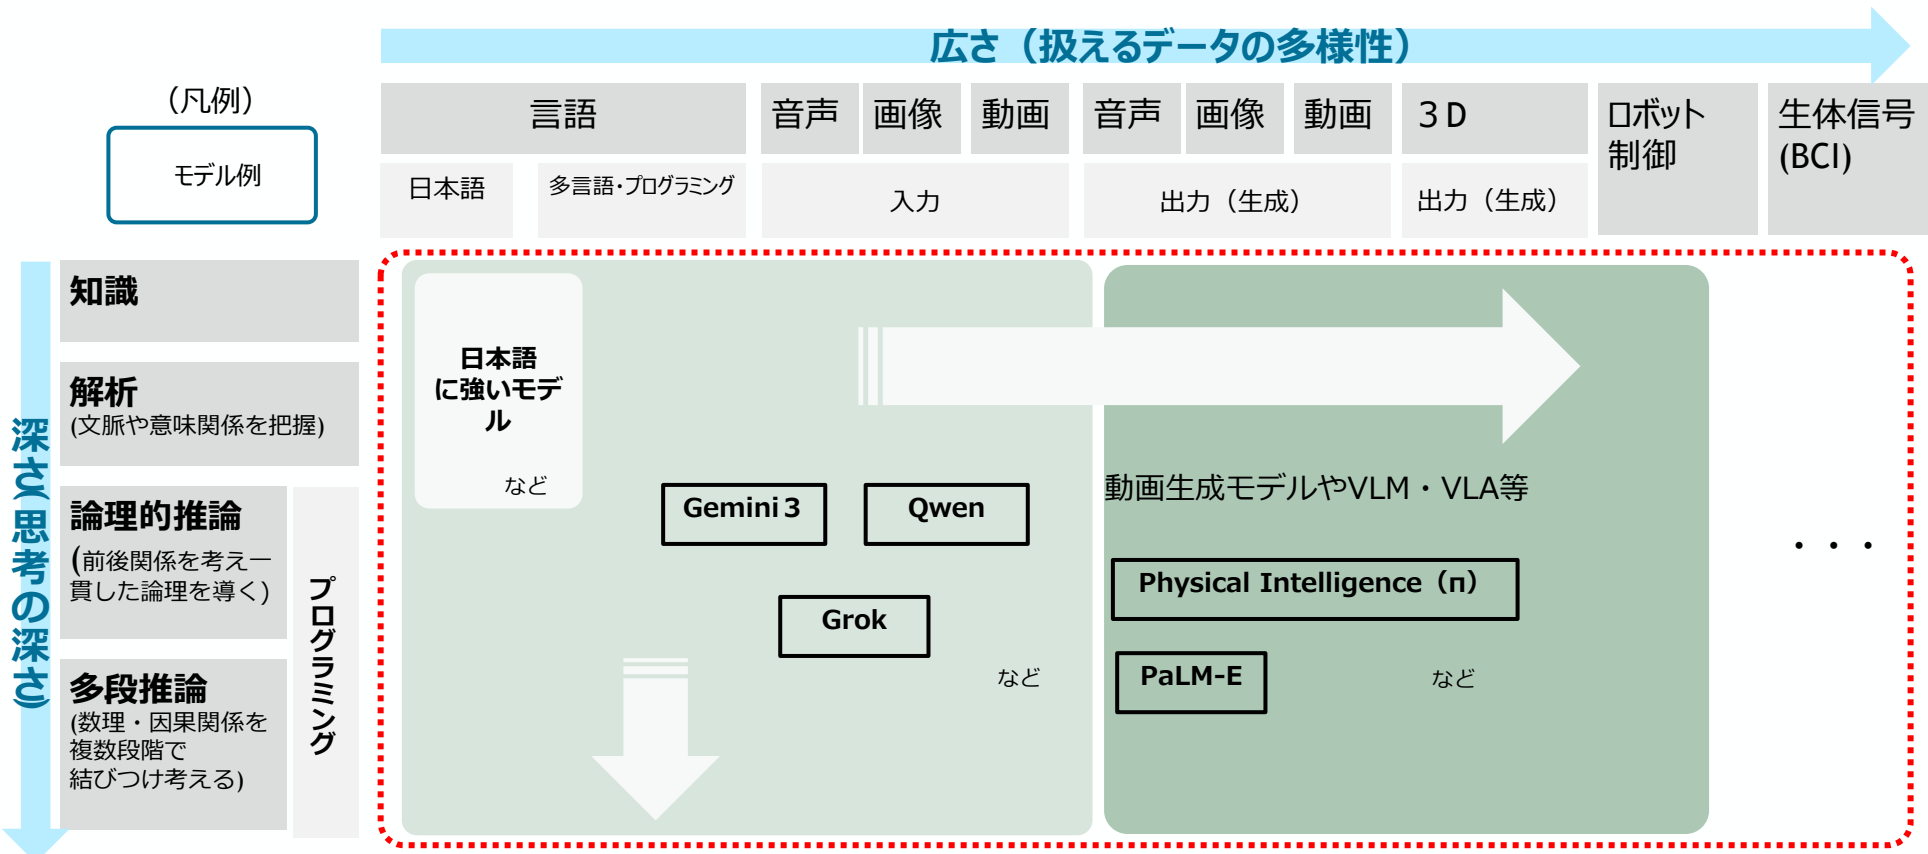 広さ（扱えるデータの多様性）
（凡例）
モデル例
言語
音声
画像
動画
音声
画像
動画
３D
ロボット
制御
生体信号
(BCI)
日本語
多言語・プログラミング
入力
出力（生成）
出力（生成）
深さ（思考の深さ）
知識
解析
(文脈や意味関係を把握)
論理的推論
(前後関係を考え一
貫した論理を導く)
多段推論
(数理・因果関係を
複数段階で
結びつけ考える)
プログラミング
日本語
に強いモデ
ル
など
Gemini３
Qwen
Grok
など
動画生成モデルやVLM・VLA等
Physical Intelligence（π）
PaLM-E
など
・・・